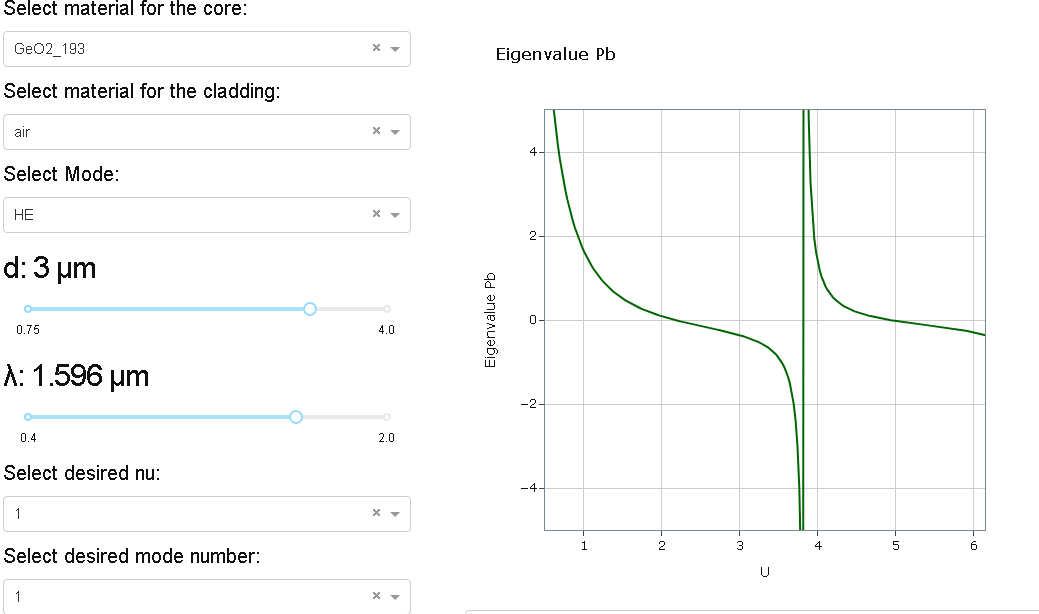 Select material for the core:
GeO2_193
Select material for the cladding:
air
Select Mode:
HE
d: 3 μm
0.75 4.0
λ: 1.596 μm
0.4 2.0
Select desired nu:
1
Select desired mode number:
1
Eigenvalue Pb
Eigenvalue Pb
4
2
0
−2
−4
1 2 3 4 5 6
U